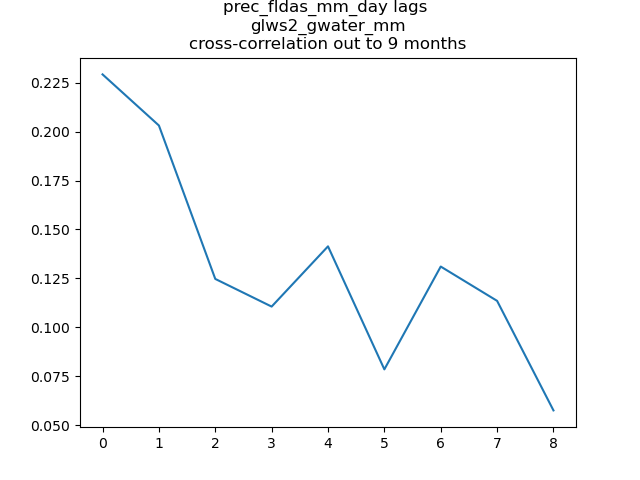 prec_fldas_mm_day lags
glws2_gwater_mm
cross-correlation out to 9 months
0.225
0.200
0.175
0.150
0.125
0.100
0.075
0.050
0 1 2 3 4 5 6 7 8